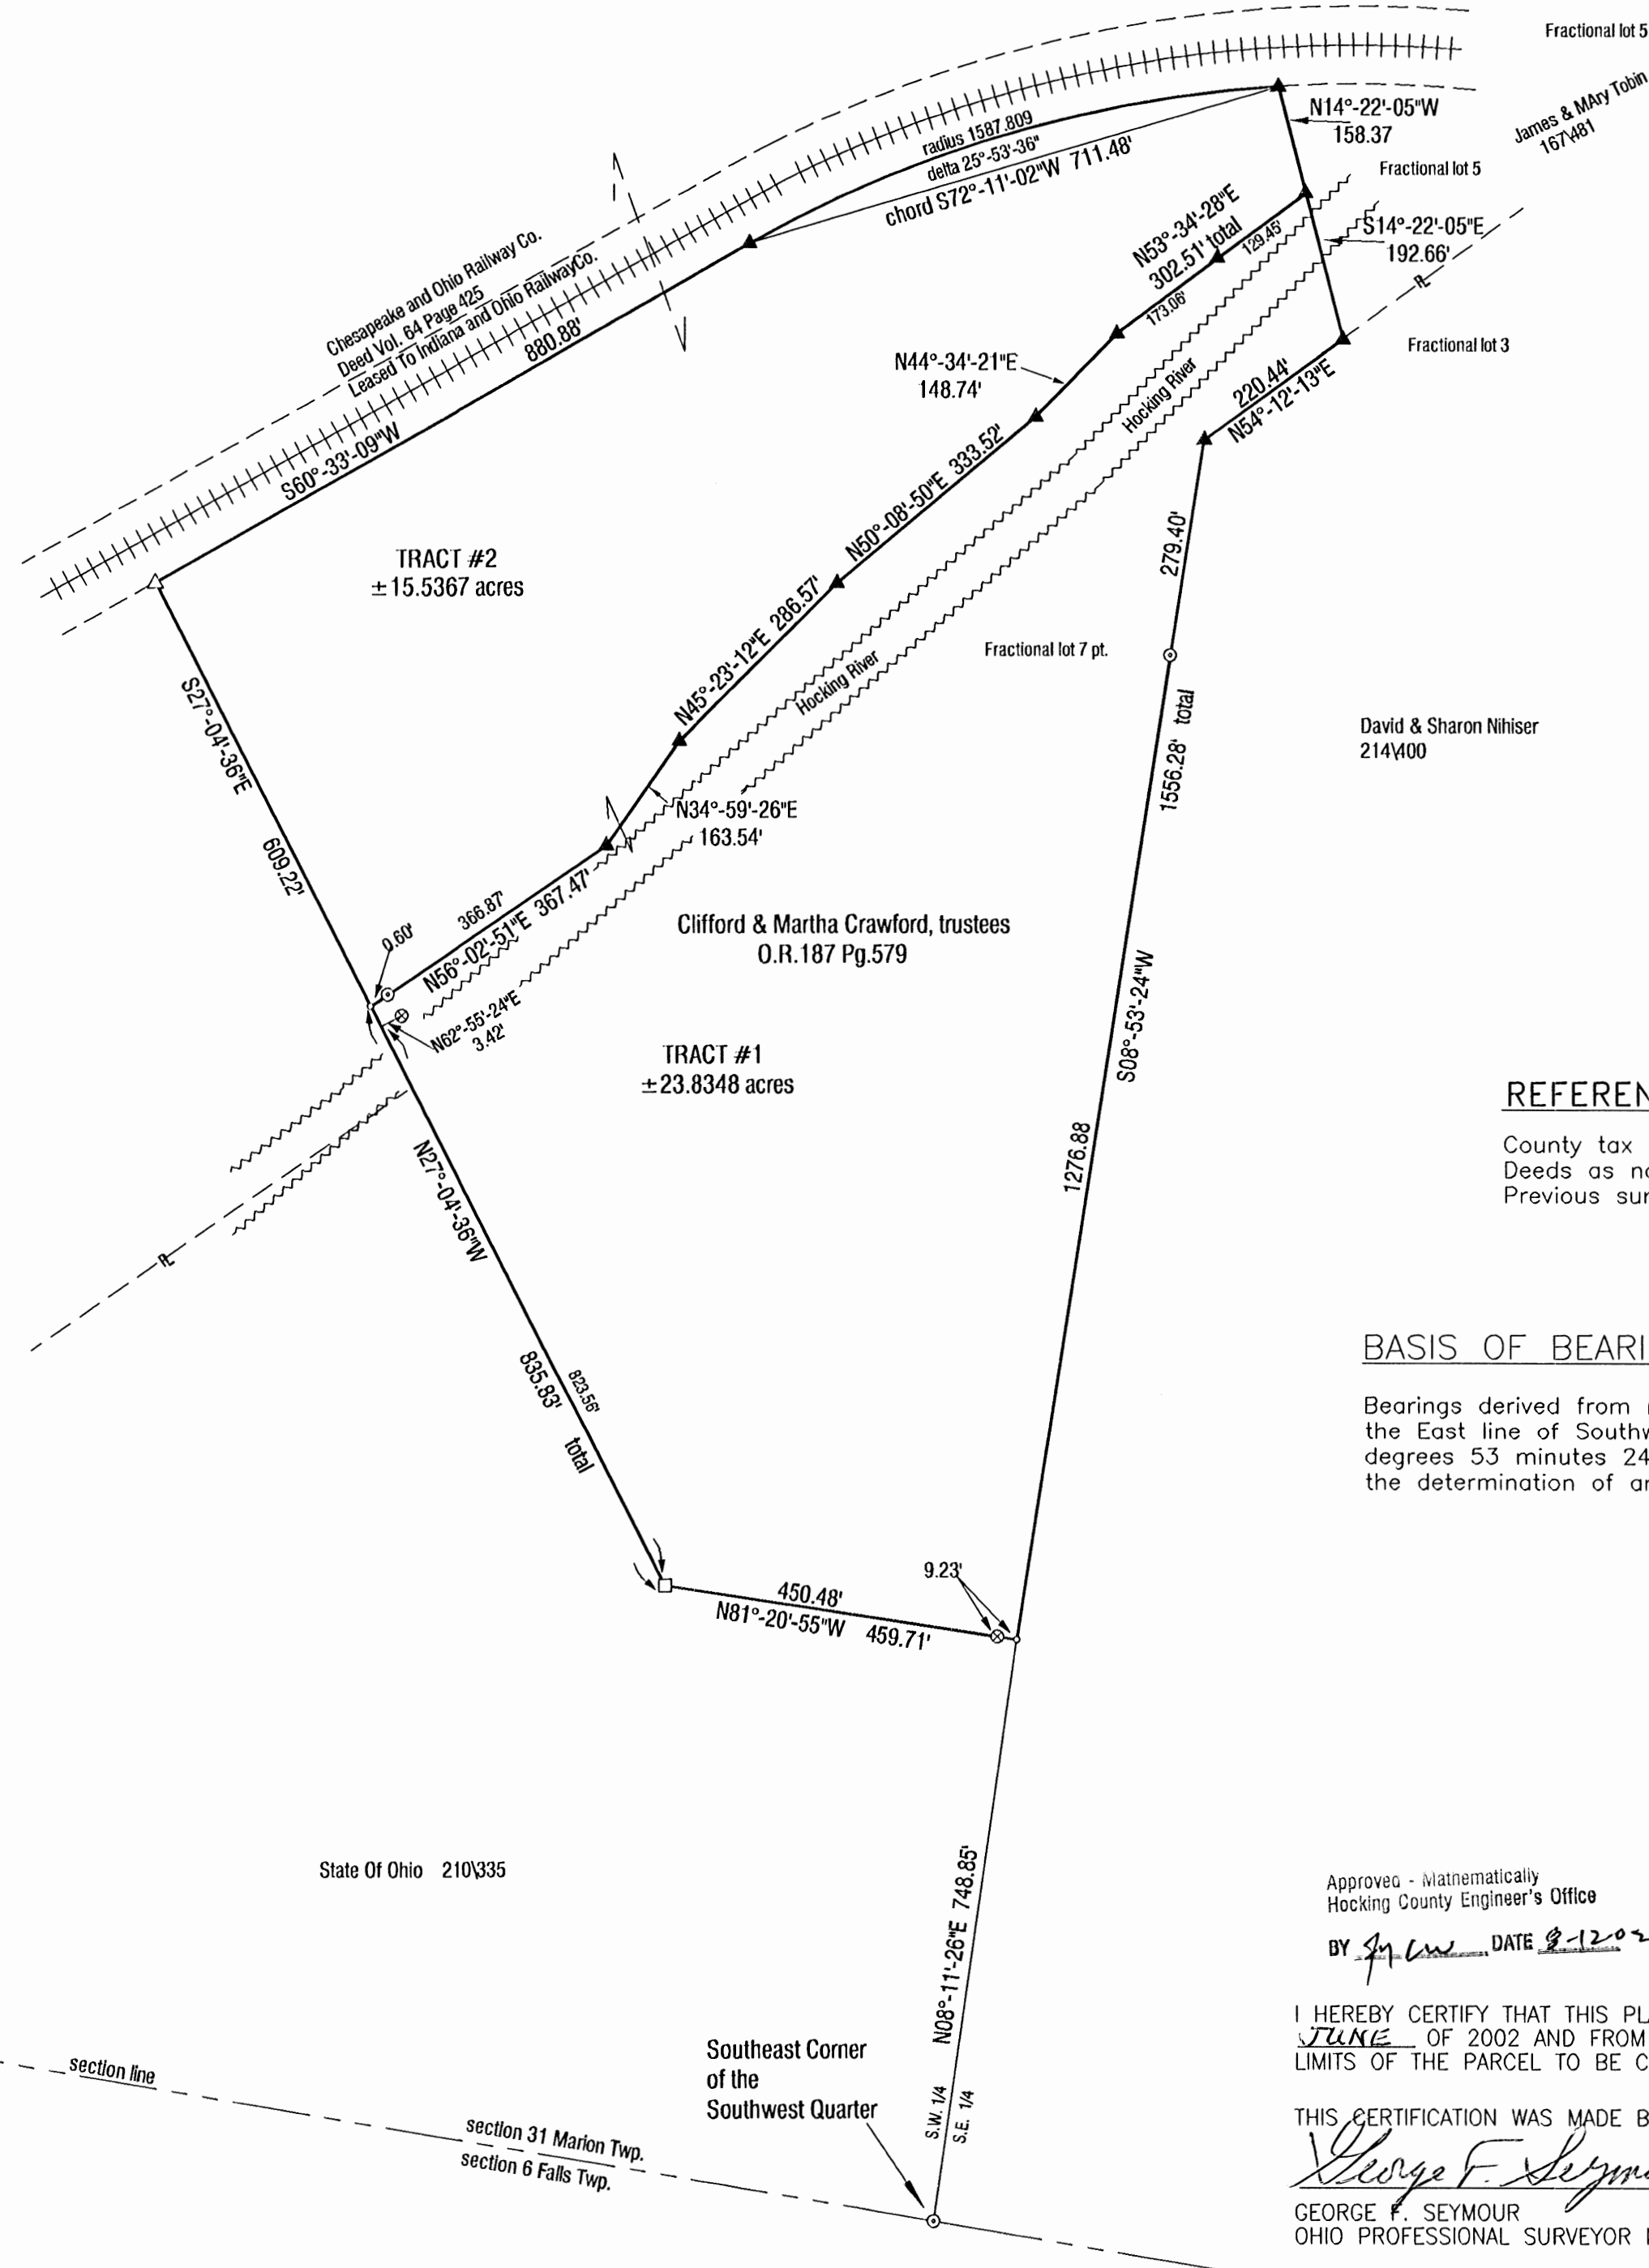 Fractional lot 5
James & MAry Tobin
167\481
N14°-22'-05"W
158.37
Fractional lot 5
S14°-22'-05"E
192.66'
PL
Fractional lot 3
radius 1587.809
delta 25°-53'-36"
chord S72°-11'-02"W 711.48'
N53°-34'-28"E
302.51' total
129.45'
173.06'
Chesapeake and Ohio Railway Co.
Deed Vol. 64 Page 425
Leased To Indiana and Ohio RailwayCo.
880.88'
S60°-33'-09"W
N44°-34'-21"E
148.74'
Hocking River
220.44'
N54°-12'-13"E
N50°-08'-50"E 333.52'
279.40'
TRACT #2
±15.5367 acres
N45°-23'-12"E 286.57'
Hocking River
Fractional lot 7 pt.
1556.28' total
David & Sharon Nihiser
214\400
S27°-04'-36"E
609.22'
N34°-59'-26"E
163.54'
366.87'
N56°-02'-51"E 367.47'
0.60'
Clifford & Martha Crawford, trustees
O.R.187 Pg.579
N62°-55'-24"E
3.42'
TRACT #1
±23.8348 acres
S08°-53'-24"W
1276.88
REFEREN
County tax
Deeds as no
Previous sur
N27°-04'-36"W
PL
835.83' total
823.56'
BASIS OF BEARI
Bearings derived from
the East line of Southw
degrees 53 minutes 24
the determination of an
9.23'
450.48'
N81°-20'-55"W 459.71'
State Of Ohio 210\335
N08°-11'-26"E 748.85'
Approved - Mathematically
Hocking County Engineer's Office
BY DATE 8-12-02
I HEREBY CERTIFY THAT THIS PLA
JUNE OF 2002 AND FROM
LIMITS OF THE PARCEL TO BE C
Southeast Corner
of the
Southwest Quarter
S.W. 1/4
S.E. 1/4
section line
section 31 Marion Twp.
section 6 Falls Twp.
THIS CERTIFICATION WAS MADE B
George F. Seymo
GEORGE F. SEYMOUR
OHIO PROFESSIONAL SURVEYOR